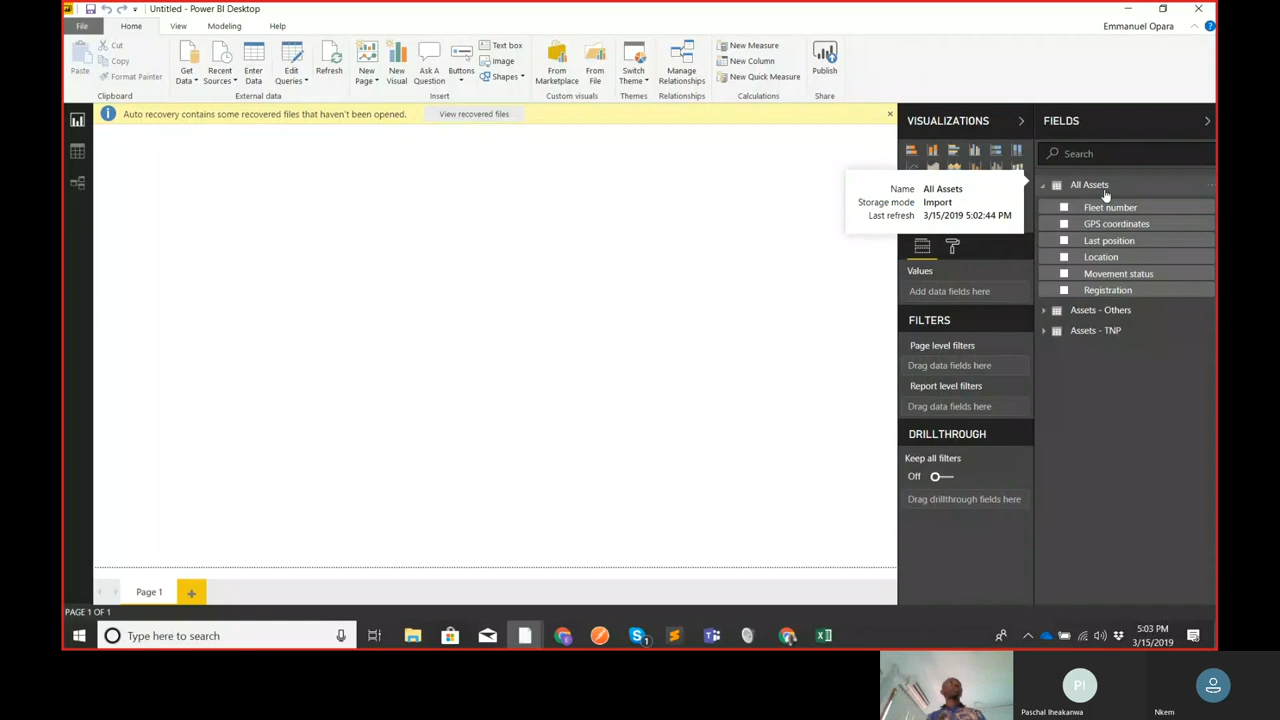 Untitled - Power BI Desktop
File Home View Modeling Help Emmanuel Opara
Paste
Cut
Copy
Format Painter
Clipboard
Get Data
Recent Sources
Enter Data
Edit Queries
Refresh
External data
New Page
New Visual
Ask A Question
Buttons
Text box
Image
Shapes
Insert
From Marketplace
From File
Custom visuals
Switch Theme
Themes
Manage Relationships
Relationships
New Measure
New Column
New Quick Measure
Calculations
Publish
Share
Auto recovery contains some recovered files that haven't been opened. View recovered files
VISUALIZATIONS
FIELDS
Search
Name All Assets
Storage mode Import
Last refresh 3/15/2019 5:02:44 PM
All Assets
Fleet number
GPS coordinates
Last position
Location
Movement status
Registration
Assets - Others
Assets - TNP
Values
Add data fields here
FILTERS
Page level filters
Drag data fields here
Report level filters
Drag data fields here
DRILLTHROUGH
Keep all filters
Off
Drag drillthrough fields here
Page 1
PAGE 1 OF 1
Type here to search
5:03 PM
3/15/2019
PI
Paschal Iheakanwa
Nkem